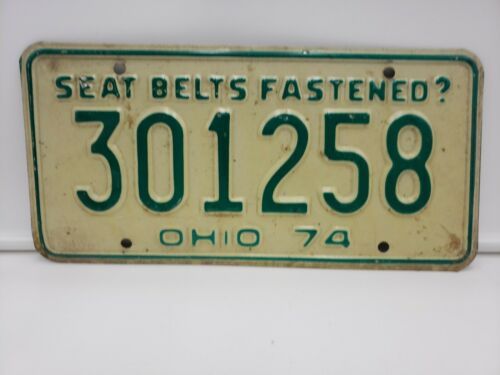 SEAT BELTS FASTENED?
301258
OHIO 74